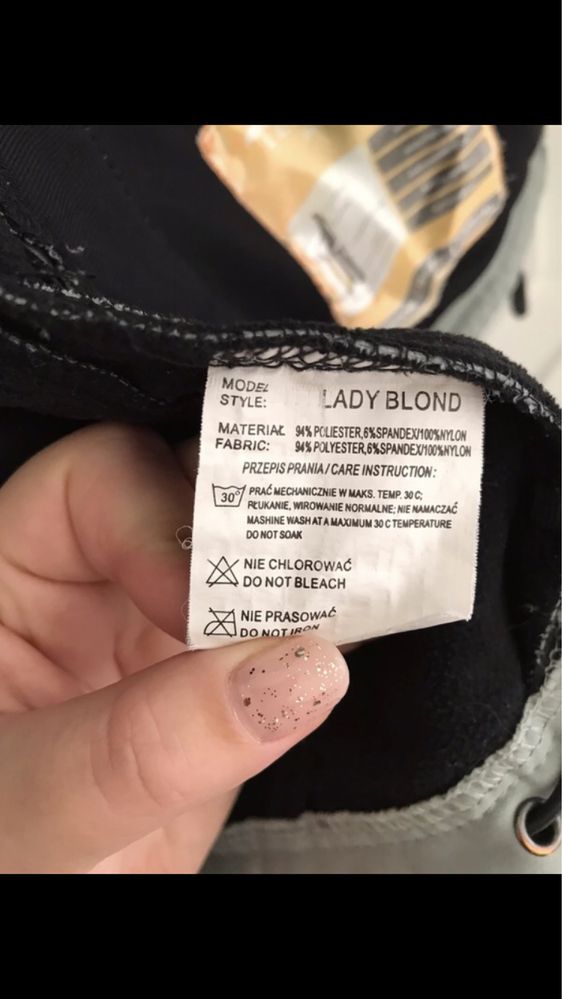 MODEL
STYLE: LADY BLOND
MATERIAŁ 94% POLIESTER,6%SPANDEX/100%NYLON
FABRIC: 94% POLYESTER,6%SPANDEX/100%NYLON
PRZEPIS PRANIA/CARE INSTRUCTION:
30° PRAĆ MECHANICZNIE W MAKS. TEMP. 30 C;
PŁUKANIE, WIROWANIE NORMALNE; NIE NAMACZAĆ
MASHINE WASH AT A MAXIMUM 30 C TEMPERATURE
DO NOT SOAK
NIE CHLOROWAĆ
DO NOT BLEACH
NIE PRASOWAĆ
DO NOT IRON